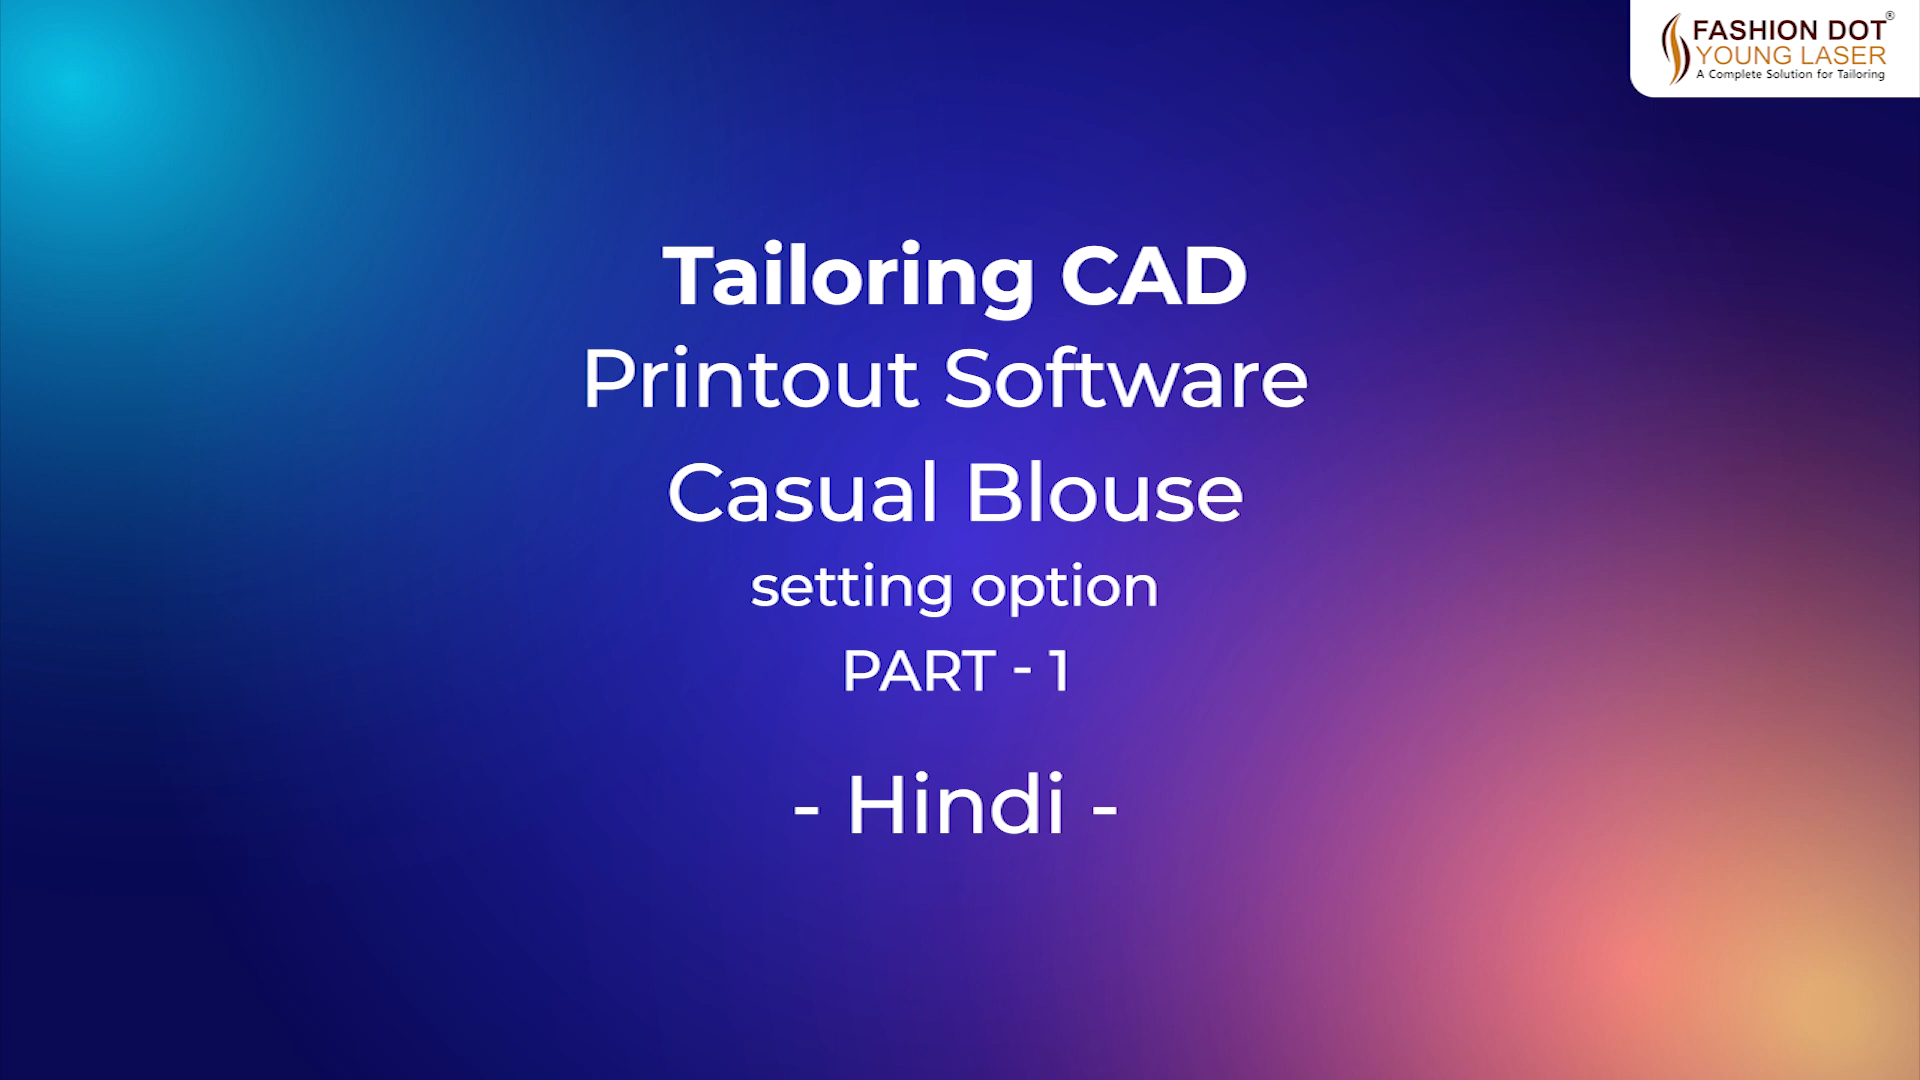 FASHION DOT®
YOUNG LASER
A Complete Solution for Tailoring
Tailoring CAD
Printout Software
Casual Blouse
setting option
PART - 1
- Hindi -